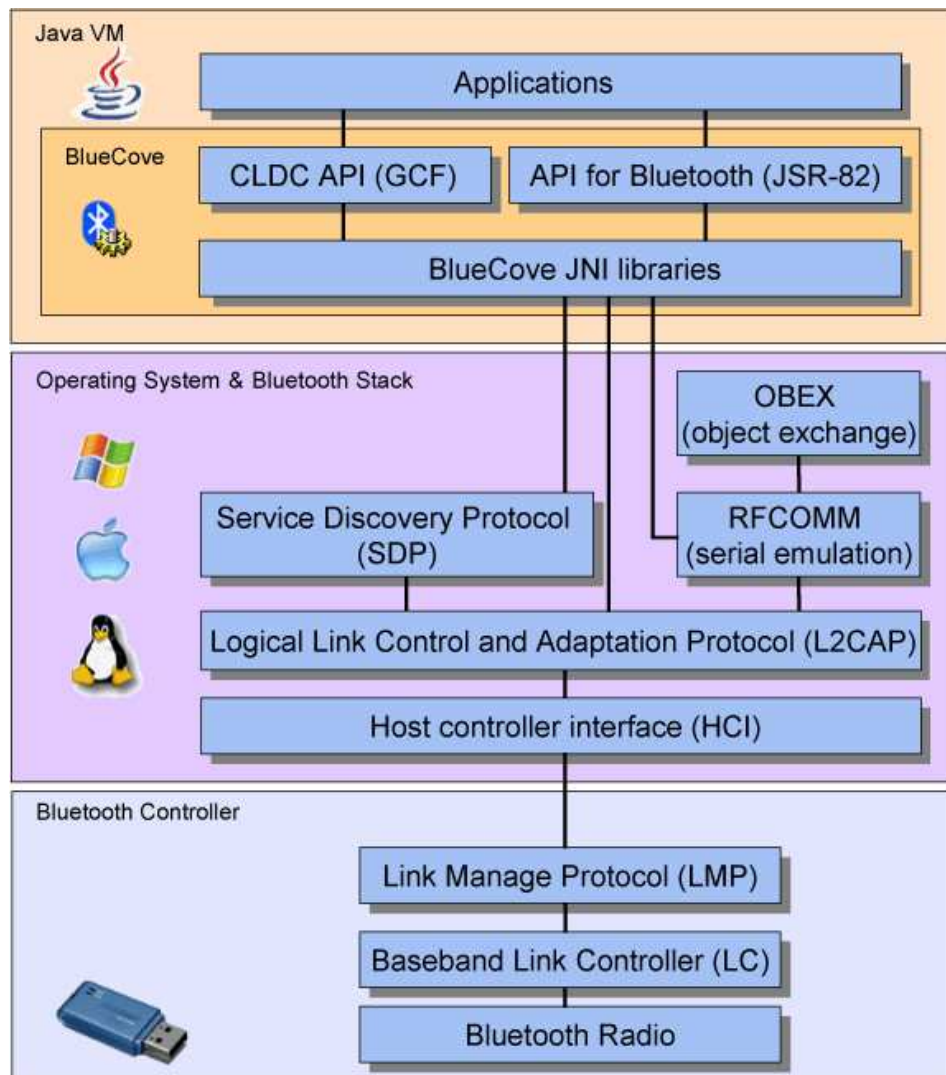 Java VM
Applications
BlueCove
CLDC API (GCF)
API for Bluetooth (JSR-82)
BlueCove JNI libraries
Operating System & Bluetooth Stack
OBEX
(object exchange)
Service Discovery Protocol
(SDP)
RFCOMM
(serial emulation)
Logical Link Control and Adaptation Protocol (L2CAP)
Host controller interface (HCI)
Bluetooth Controller
Link Manage Protocol (LMP)
Baseband Link Controller (LC)
Bluetooth Radio